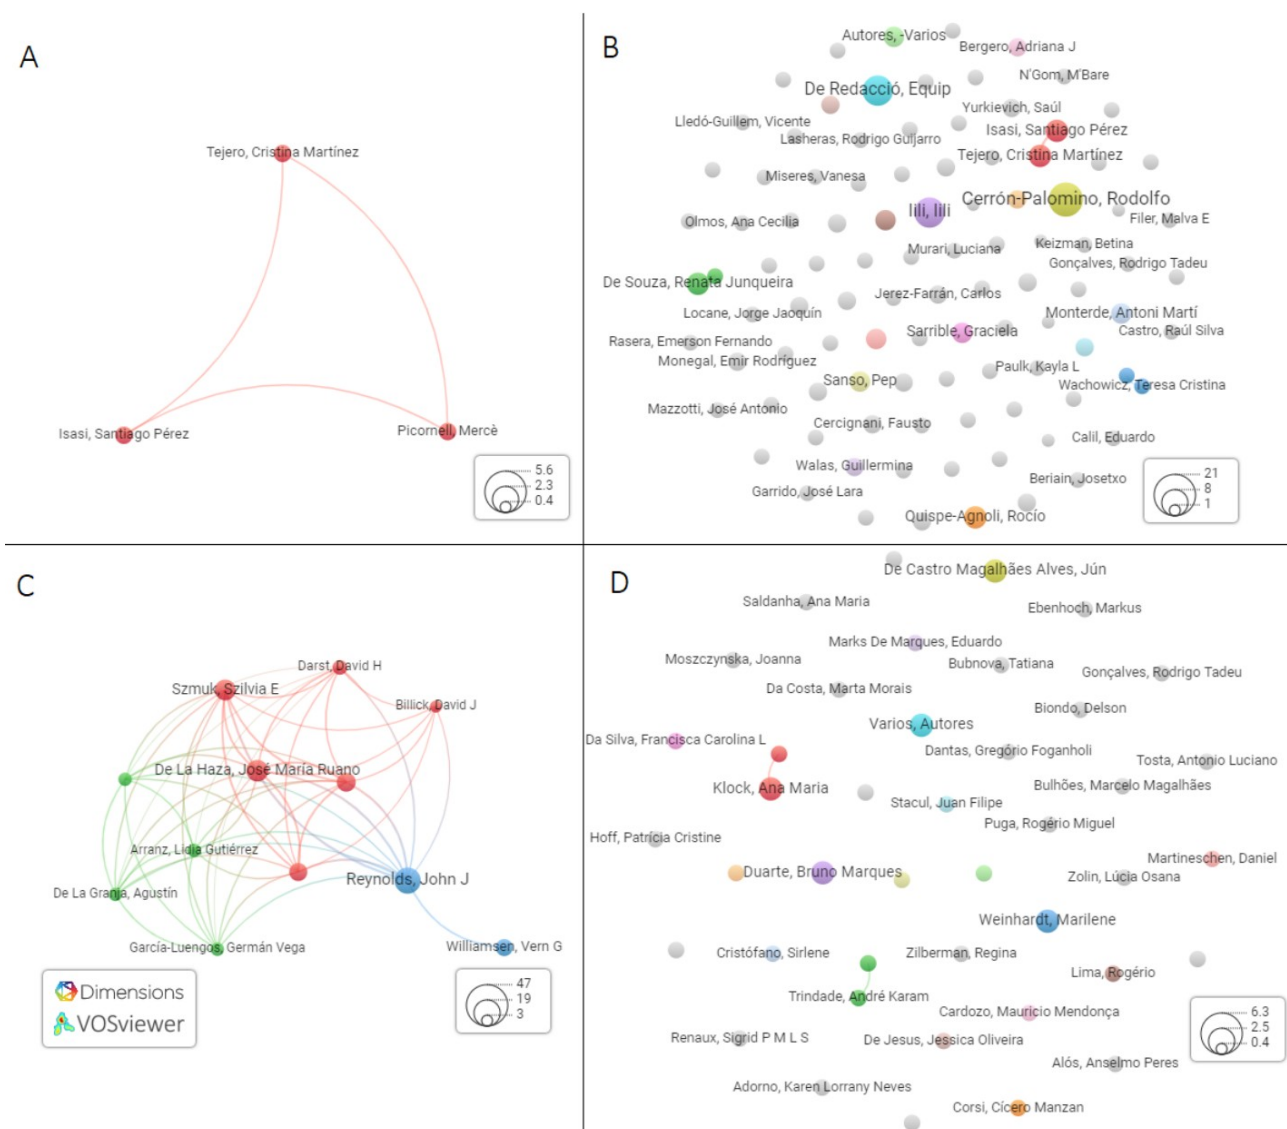 A
Tejero, Cristina Martínez
Isasi, Santiago Pérez
Picornell, Mercè
5.6
2.3
0.4
B
Autores, -Varios
Bergero, Adriana J
N'Gom, M'Bare
De Redacció, Equip
Yurkievich, Saúl
Lledó-Guillem, Vicente
Isasi, Santiago Pérez
Lasheras, Rodrigo Guijarro
Tejero, Cristina Martínez
Miseres, Vanesa
Cerrón-Palomino, Rodolfo
lili, lili
Filer, Malva E
Olmos, Ana Cecilia
Murari, Luciana
Keizman, Betina
Gonçalves, Rodrigo Tadeu
De Souza, Renata Junqueira
Jerez-Farrán, Carlos
Locane, Jorge Jaoquín
Monterde, Antoni Martí
Sarrible, Graciela
Castro, Raúl Silva
Rasera, Emerson Fernando
Monegal, Emir Rodríguez
Paulk, Kayla L
Sanso, Pep
Wachowicz, Teresa Cristina
Mazzotti, José Antonio
Cercignani, Fausto
Calil, Eduardo
Walas, Guillermina
Beriain, Josetxo
Garrido, José Lara
Quispe-Agnoli, Rocío
21
8
1
C
Darst, David H
Szmuk, Szilvia E
Billick, David J
De La Haza, José María Ruano
Arranz, Lidia Gutiérrez
Reynolds, John J
De La Granja, Agustín
García-Luengos, Germán Vega
Williamsen, Vern G
Dimensions
VOSviewer
47
19
3
D
De Castro Magalhães Alves, Jún
Saldanha, Ana Maria
Ebenhoch, Markus
Marks De Marques, Eduardo
Moszczynska, Joanna
Bubnova, Tatiana
Gonçalves, Rodrigo Tadeu
Da Costa, Marta Morais
Biondo, Delson
Varios, Autores
Da Silva, Francisca Carolina L
Dantas, Gregório Foganholi
Tosta, Antonio Luciano
Klock, Ana Maria
Bulhões, Marcelo Magalhães
Stacul, Juan Filipe
Puga, Rogério Miguel
Hoff, Patrícia Cristine
Martineschen, Daniel
Duarte, Bruno Marques
Zolin, Lúcia Osana
Weinhardt, Marilene
Cristófano, Sirlene
Zilberman, Regina
Lima, Rogério
Trindade, André Karam
Cardozo, Mauricio Mendonça
Renaux, Sigrid P M L S
De Jesus, Jessica Oliveira
Alós, Anselmo Peres
Adorno, Karen Lorrany Neves
Corsi, Cícero Manzan
6.3
2.5
0.4